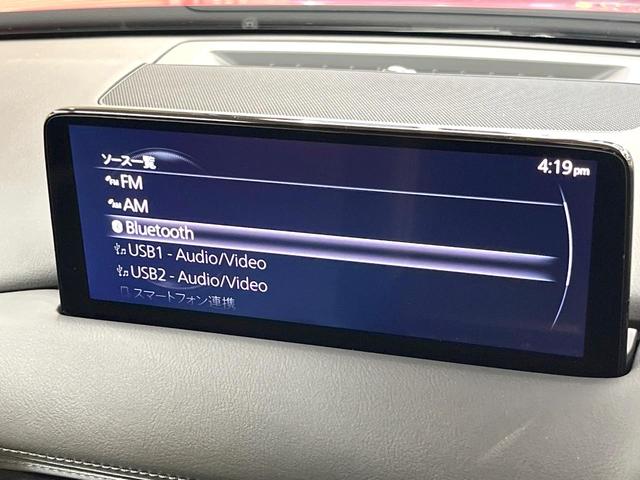 ソース一覧
4:19pm
FM
AM
Bluetooth
USB1 - Audio/Video
USB2 - Audio/Video
スマートフォン連携